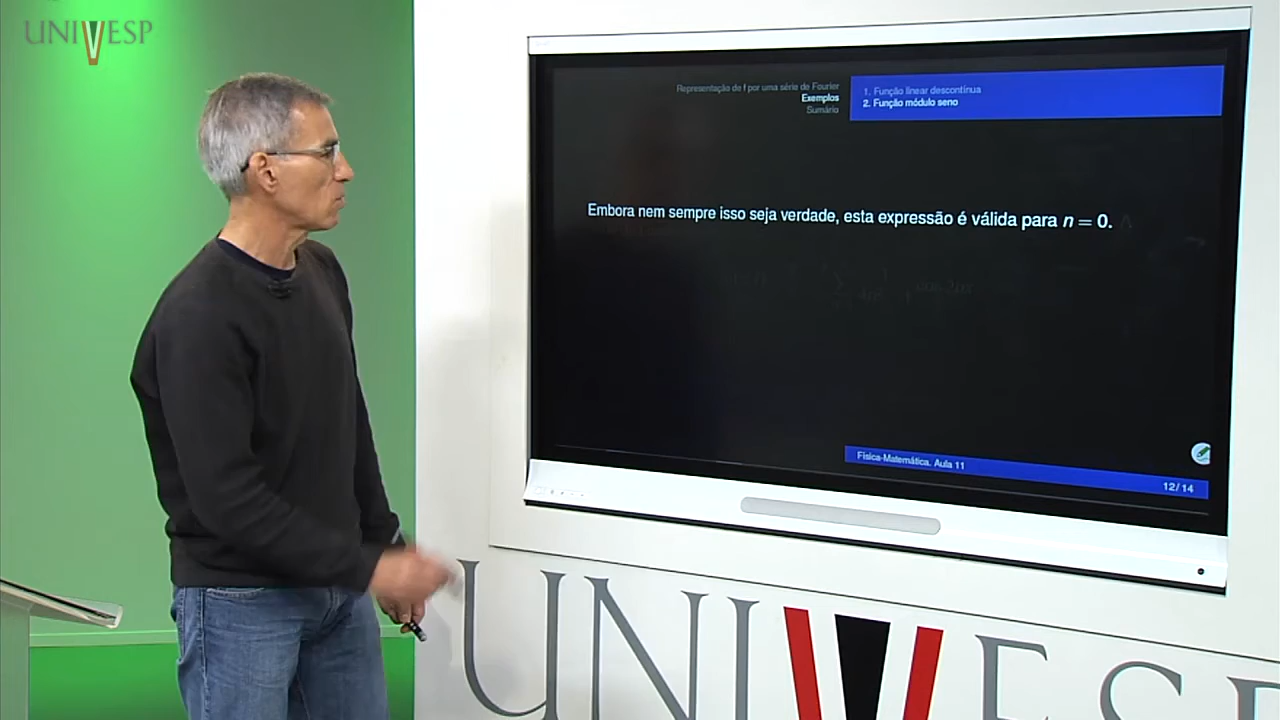 UNIVESP
Representação de f por uma série de Fourier
Exemplos
Sumário
1. Função linear descontínua
2. Função módulo seno
Embora nem sempre isso seja verdade, esta expressão é válida para n = 0.
Física-Matemática. Aula 11
12/14
UNIVES